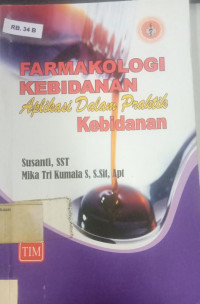 RB. 34 B
FARMAKOLOGI
KEBIDANAN
Aplikasi Dalam Praktik
Kebidanan
Susanti, SST
Mika Tri Kumala S, S.Sit, Apt
TIM